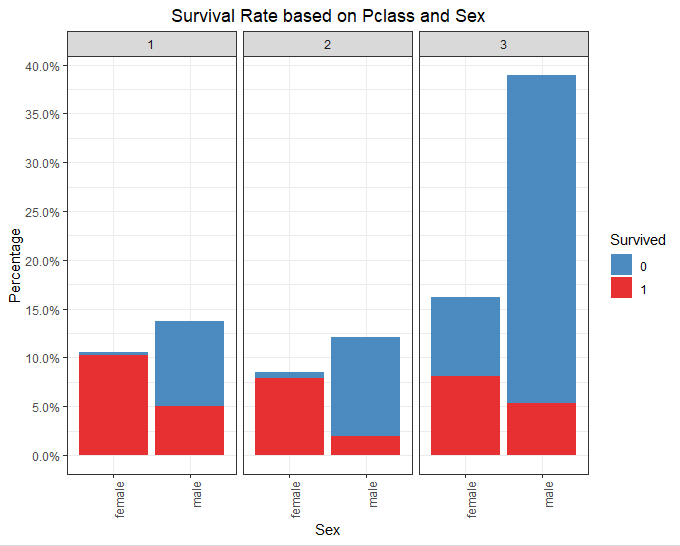 Survival Rate based on Pclass and Sex
1 2 3
40.0%
35.0%
30.0%
25.0%
20.0%
15.0%
10.0%
5.0%
0.0%
Percentage
female male female male female male
Sex
Survived
0
1